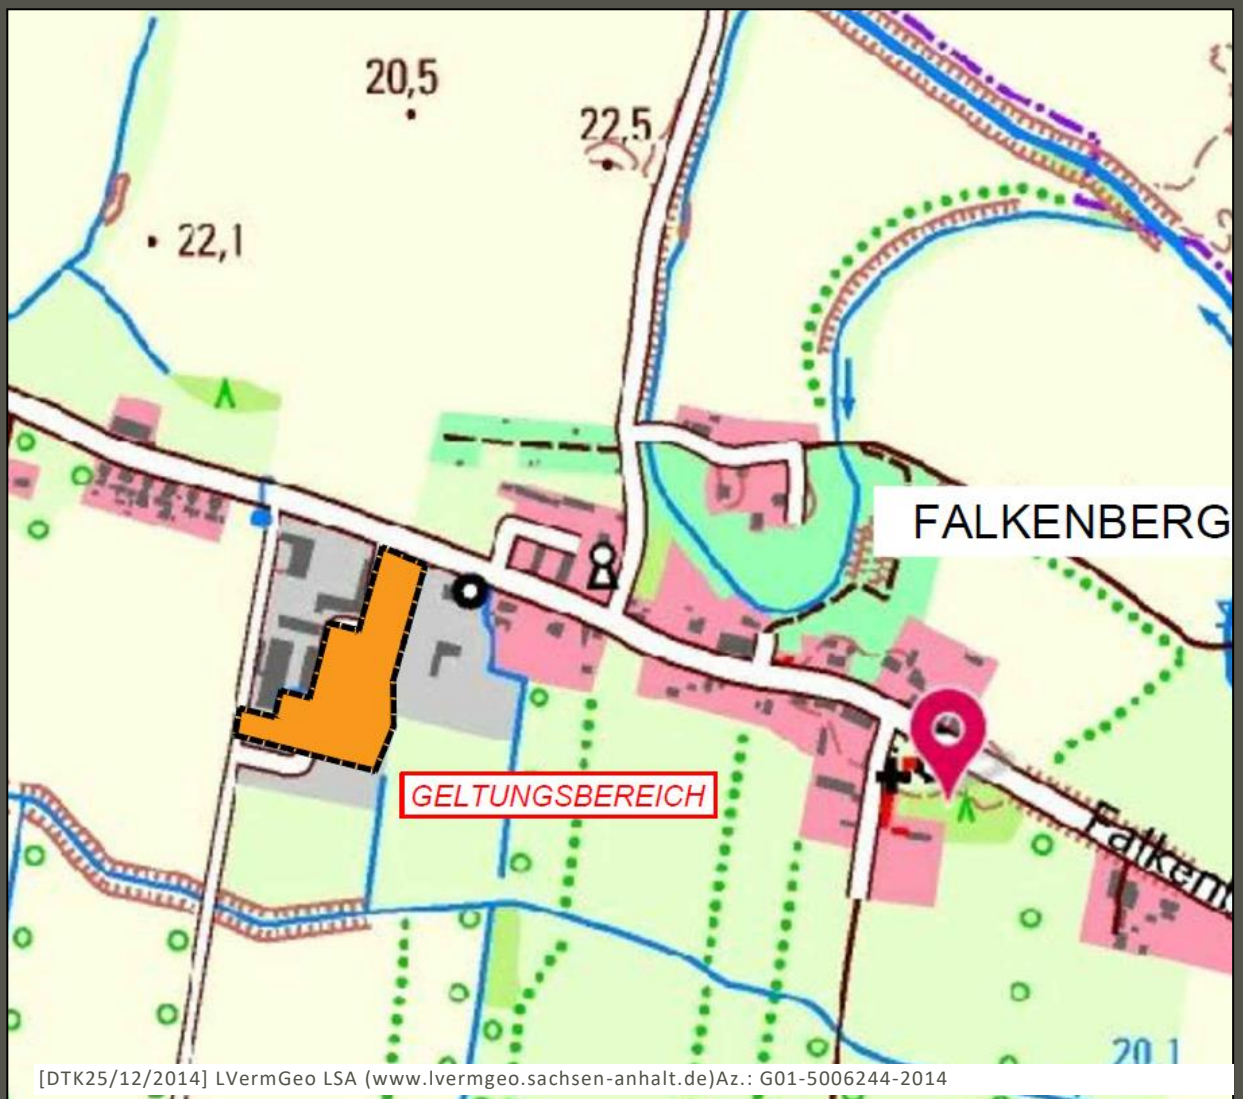 20,5
22,5
22,1
FALKENBERG
GELTUNGSBEREICH
20 1
[DTK25/12/2014] LVermGeo LSA (www.lvermgeo.sachsen-anhalt.de)Az.: G01-5006244-2014